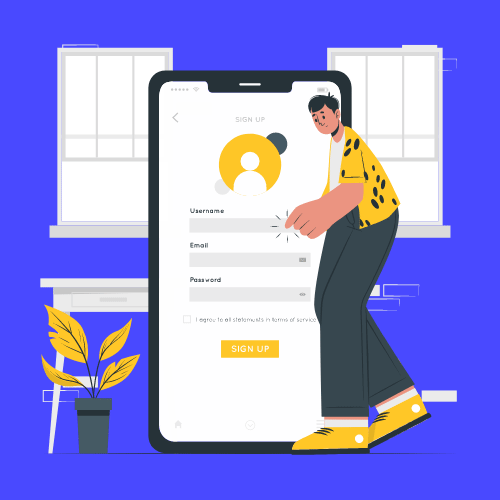 SIGN UP
Username
Email
Password
I agree to all statements in terms of service
SIGN UP